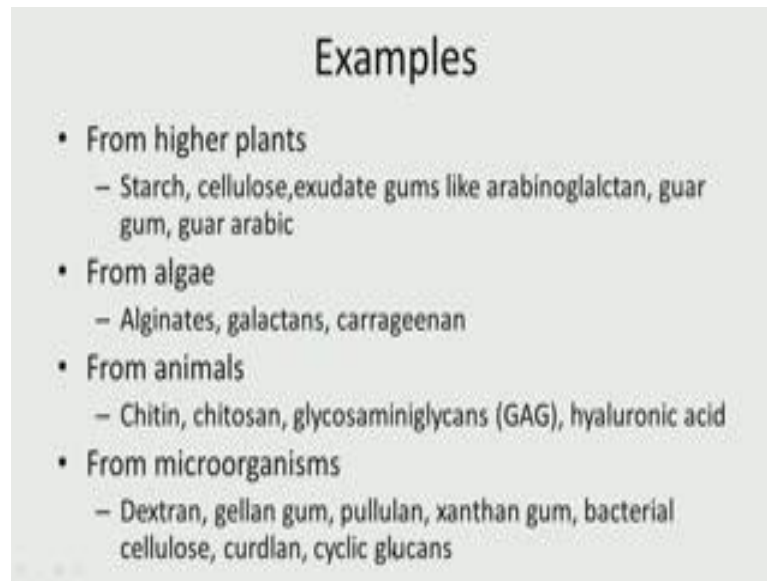 Examples
• From higher plants
– Starch, cellulose,exudate gums like arabinoglalctan, guar
gum, guar arabic
• From algae
– Alginates, galactans, carrageenan
• From animals
– Chitin, chitosan, glycosaminiglycans (GAG), hyaluronic acid
• From microorganisms
– Dextran, gellan gum, pullulan, xanthan gum, bacterial
cellulose, curdlan, cyclic glucans